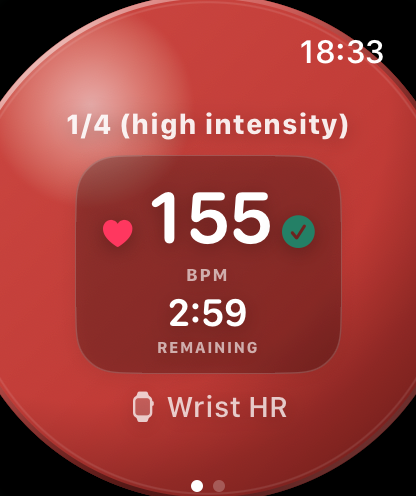 18:33
1/4 (high intensity)
155
BPM
2:59
REMAINING
Wrist HR